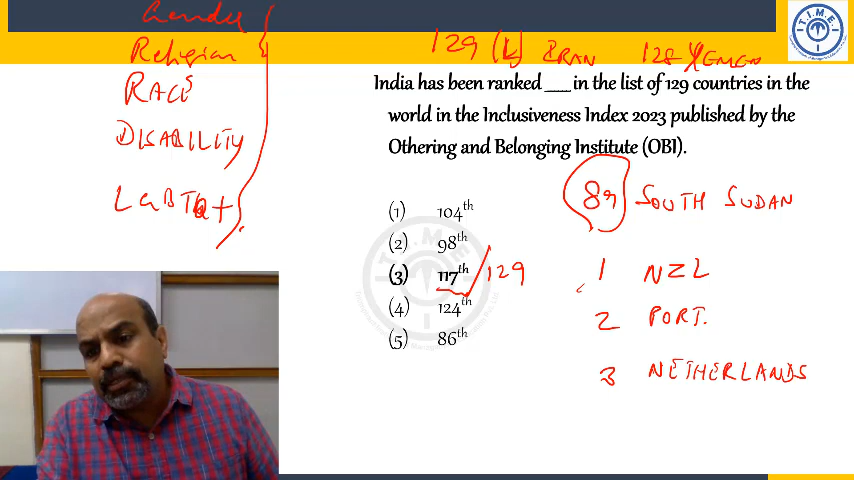 Gender
Religion
RACE
DISABILITY
LGBTQ+
129 (L) IRAN 128 YEMEN
T.I.M.E.
India has been ranked ___ in the list of 129 countries in the
world in the Inclusiveness Index 2023 published by the
Othering and Belonging Institute (OBI).
(1) 104th
(2) 98th
(3) 117th /129
(4) 124th
(5) 86th
89 SOUTH SUDAN
1 NZL
2 PORT.
3 NETHERLANDS